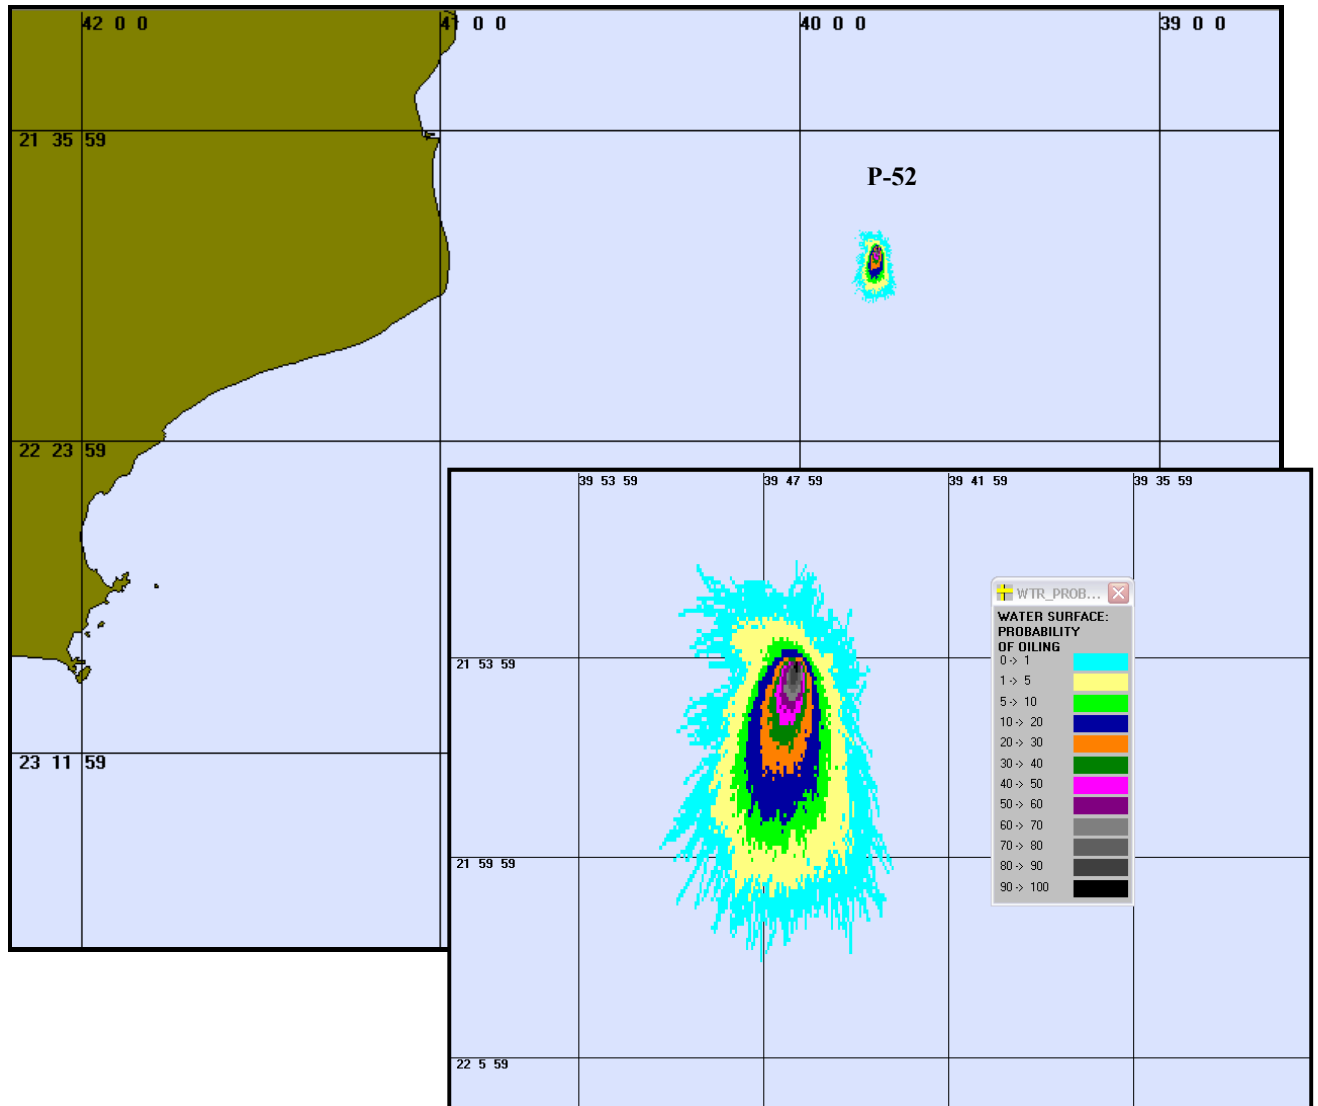 42 0 0
41 0 0
40 0 0
39 0 0
21 35 59
P-52
22 23 59
39 53 59
39 47 59
39 41 59
39 35 59
WTR_PROB...
WATER SURFACE:
PROBABILITY
OF OILING
0 -> 1
1 -> 5
5 -> 10
10 -> 20
20 -> 30
30 -> 40
40 -> 50
50 -> 60
60 -> 70
70 -> 80
80 -> 90
90 -> 100
21 53 59
23 11 59
21 59 59
22 5 59